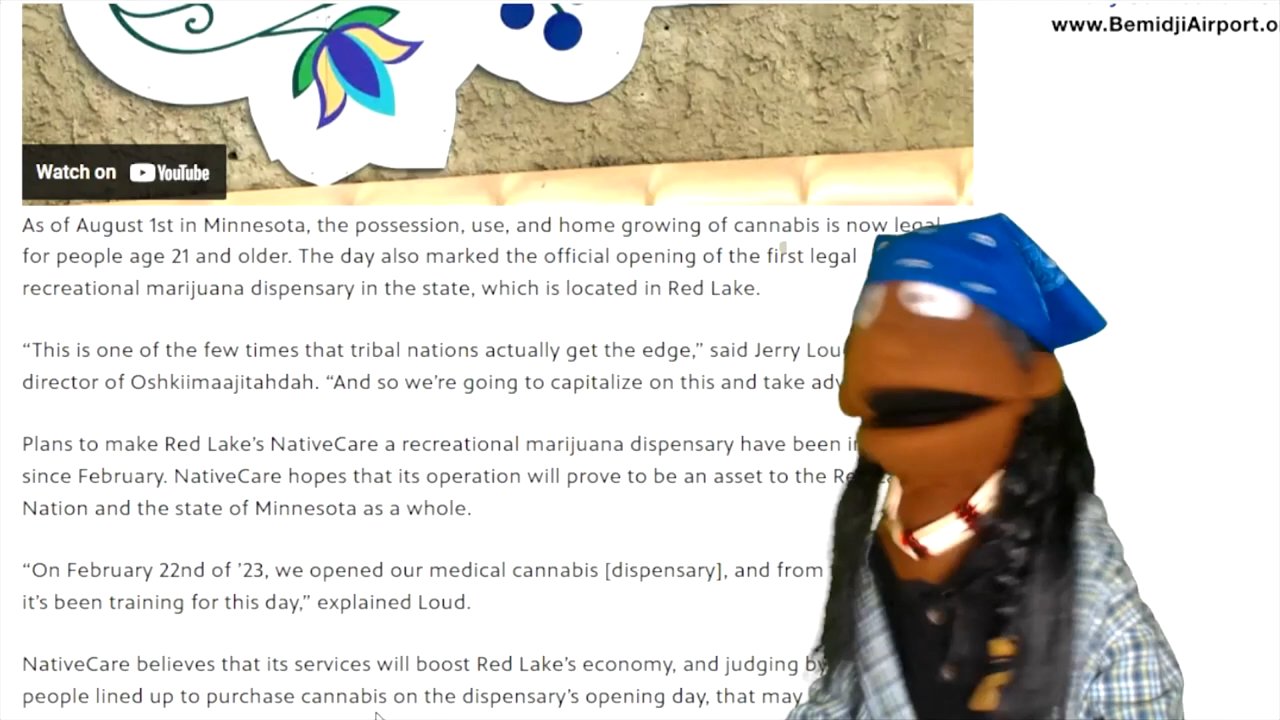 www.BemidjiAirport.o
Watch on YouTube
As of August 1st in Minnesota, the possession, use, and home growing of cannabis is now legal
for people age 21 and older. The day also marked the official opening of the first legal
recreational marijuana dispensary in the state, which is located in Red Lake.
“This is one of the few times that tribal nations actually get the edge,” said Jerry Lou
director of Oshkiimaajitahdah. “And so we’re going to capitalize on this and take adv
Plans to make Red Lake’s NativeCare a recreational marijuana dispensary have been i
since February. NativeCare hopes that its operation will prove to be an asset to the Re
Nation and the state of Minnesota as a whole.
“On February 22nd of ’23, we opened our medical cannabis [dispensary], and from
it’s been training for this day,” explained Loud.
NativeCare believes that its services will boost Red Lake’s economy, and judging by
people lined up to purchase cannabis on the dispensary’s opening day, that may